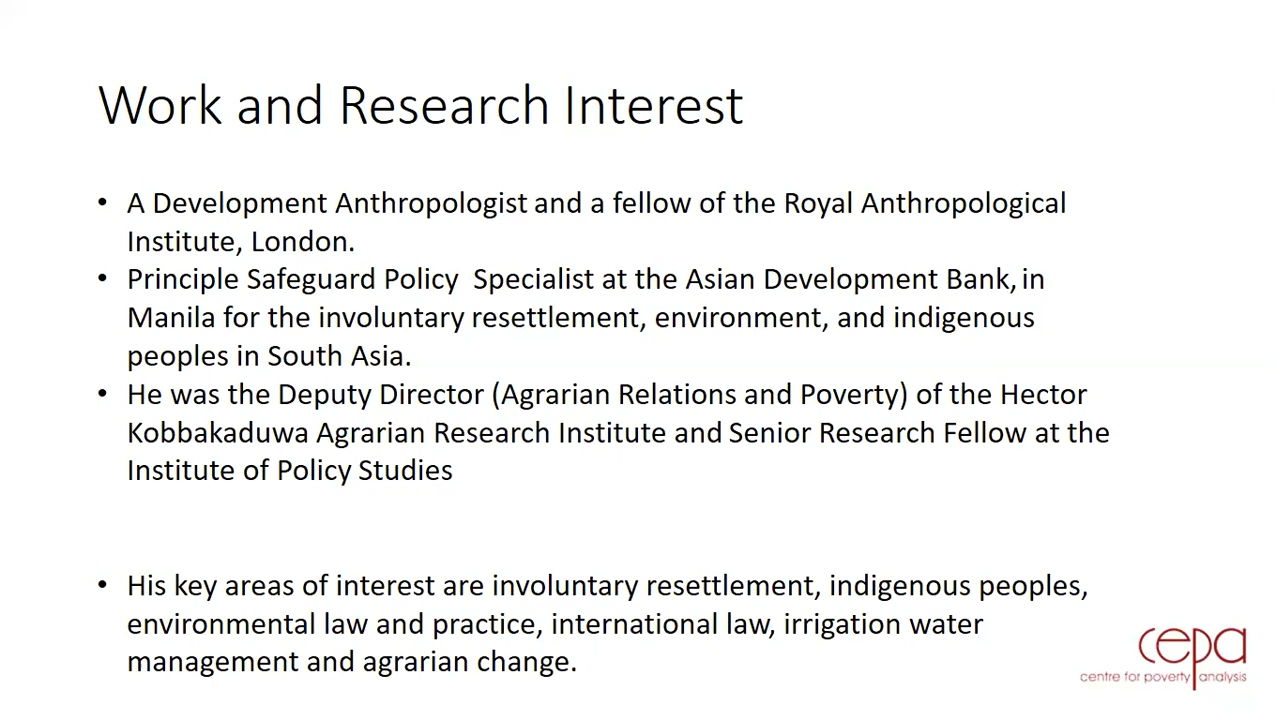 Work and Research Interest
• A Development Anthropologist and a fellow of the Royal Anthropological
Institute, London.
• Principle Safeguard Policy  Specialist at the Asian Development Bank, in
Manila for the involuntary resettlement, environment, and indigenous
peoples in South Asia.
• He was the Deputy Director (Agrarian Relations and Poverty) of the Hector
Kobbakaduwa Agrarian Research Institute and Senior Research Fellow at the
Institute of Policy Studies
• His key areas of interest are involuntary resettlement, indigenous peoples,
environmental law and practice, international law, irrigation water
management and agrarian change.
cepa
centre for poverty analysis